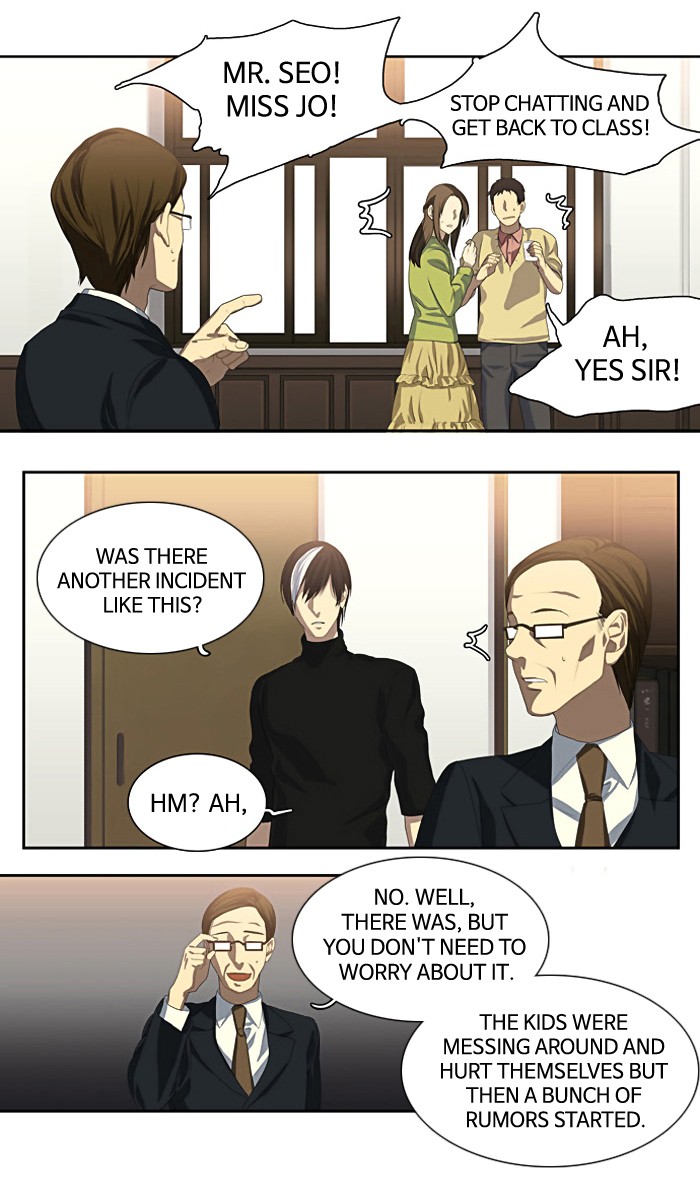 MR. SEO!
MISS JO!
STOP CHATTING AND
GET BACK TO CLASS!
AH,
YES SIR!
WAS THERE
ANOTHER INCIDENT
LIKE THIS?
HM? AH,
NO. WELL,
THERE WAS, BUT
YOU DON'T NEED TO
WORRY ABOUT IT.
THE KIDS WERE
MESSING AROUND AND
HURT THEMSELVES BUT
THEN A BUNCH OF
RUMORS STARTED.